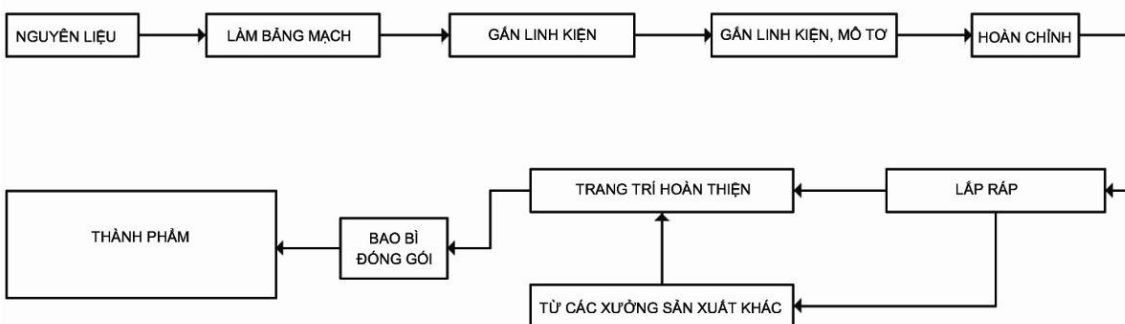 NGUYÊN LIỆU
LÀM BẢNG MẠCH
GẮN LINH KIỆN
GẮN LINH KIỆN, MÔ TƠ
HOÀN CHỈNH
LẮP RÁP
TRANG TRÍ HOÀN THIỆN
TỪ CÁC XƯỞNG SẢN XUẤT KHÁC
BAO BÌ
ĐÓNG GÓI
THÀNH PHẨM